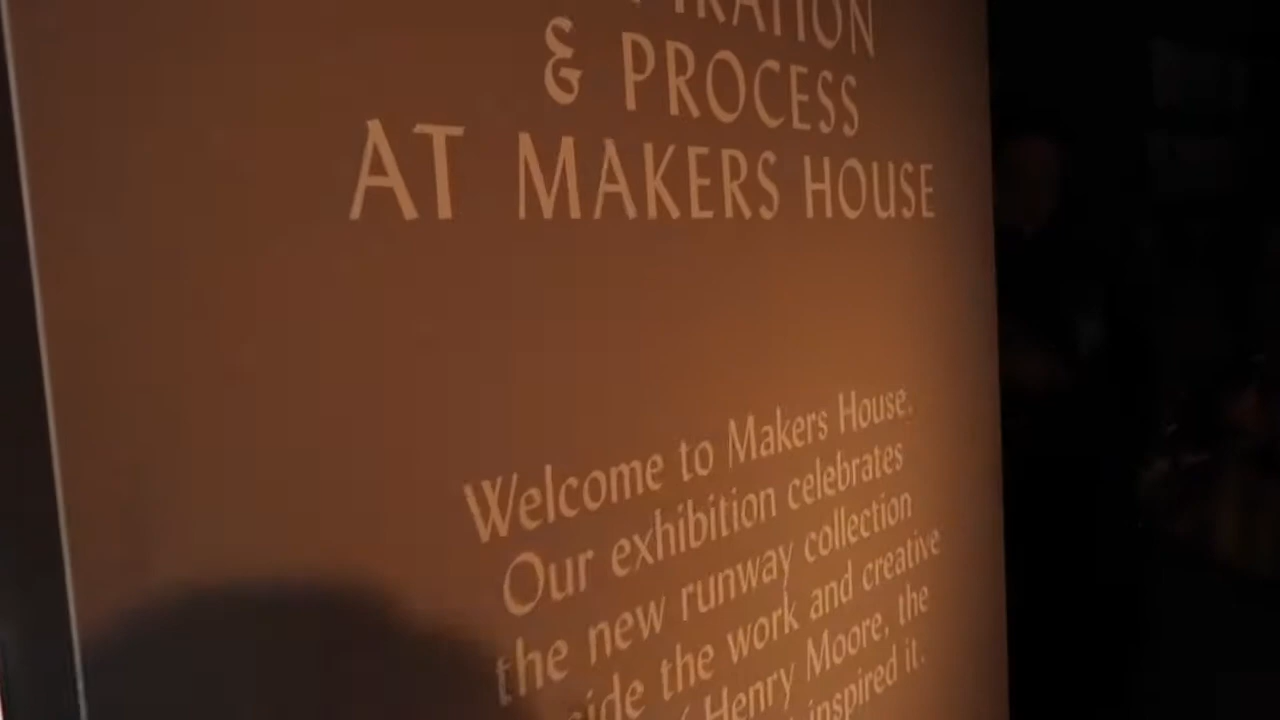 & PROCESS
AT MAKERS HOUSE
Welcome to Makers House.
Our exhibition celebrates
the new runway collection
the work and creative
Henry Moore, the
inspired it.